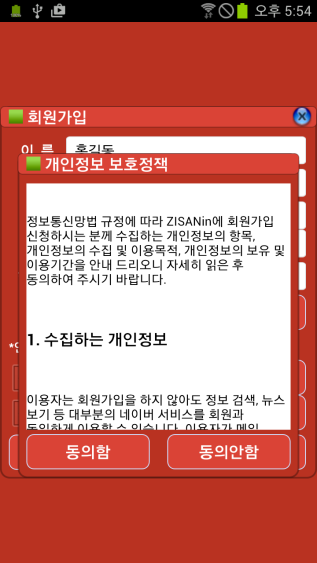 오후 5:54
회원가입
이 름 홍길동
개인정보 보호정잭
정보통신망법 규정에 따라 ZISANin에 회원가입
신청하시는 분께 수집하는 개인정보의 항목,
개인정보의 수집 및 이용목적, 개인정보의 보유 및
이용기간을 안내 드리오니 자세히 읽은 후
동의하여 주시기 바랍니다.
1. 수집하는 개인정보
이용자는 회원가입을 하지 않아도 정보 검색, 뉴스
보기 등 대부분의 네이버 서비스를 회원과
동일하게 이용할 수 있습니다. 이용자가 메일,
동의함 동의안함